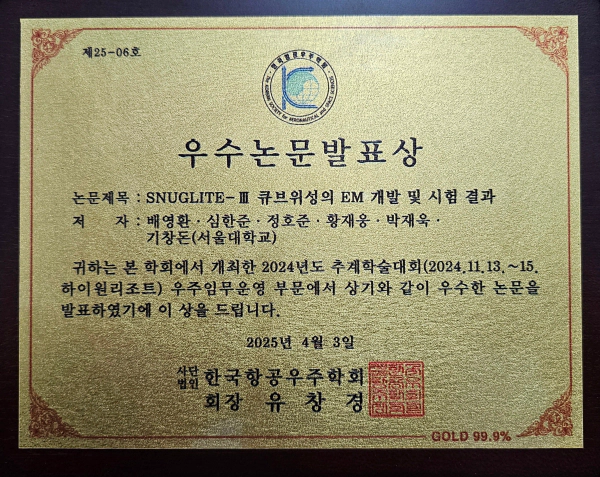 제25-06호
한국항공우주학회
The KOREAN SOCIETY for AERONAUTICAL and SPACE SCIENCES
우수논문발표상
논문제목 : SNUGLITE-Ⅲ 큐브위성의 EM 개발 및 시험 결과
저 자 : 배영환·심한준·정호준·황재웅·박재욱·
기창돈(서울대학교)
귀하는 본 학회에서 개최한 2024년도 추계학술대회(2024.11.13.~15.
하이원리조트) 우주임무운영 부문에서 상기와 같이 우수한 논문을
발표하였기에 이 상을 드립니다.
2025년 4월 3일
사단법인 한국항공우주학회
회장 유창경
GOLD 99.9%